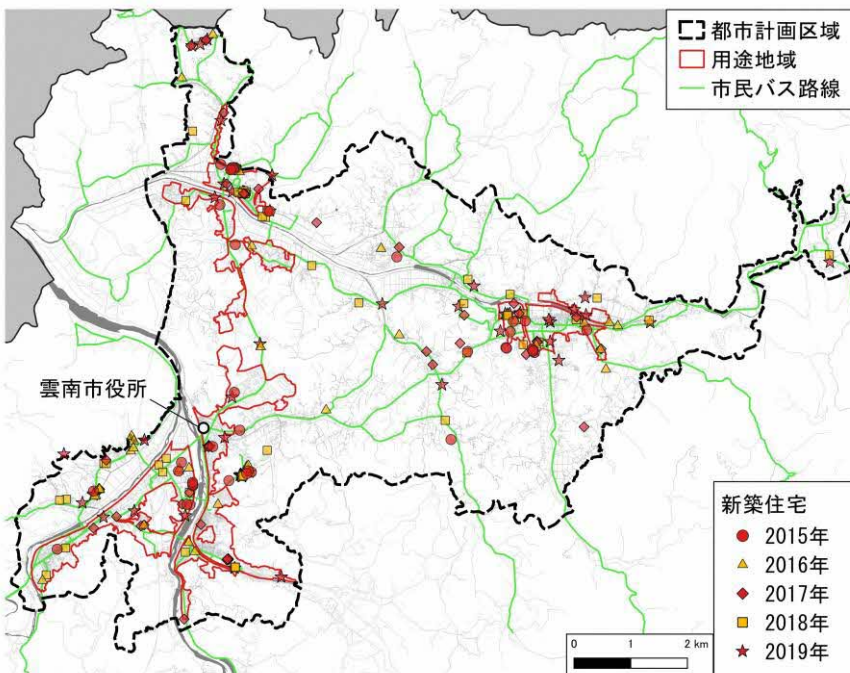 都市計画区域
用途地域
市民バス路線
雲南市役所
新築住宅
2015年
2016年
2017年
2018年
2019年
0 1 2 km